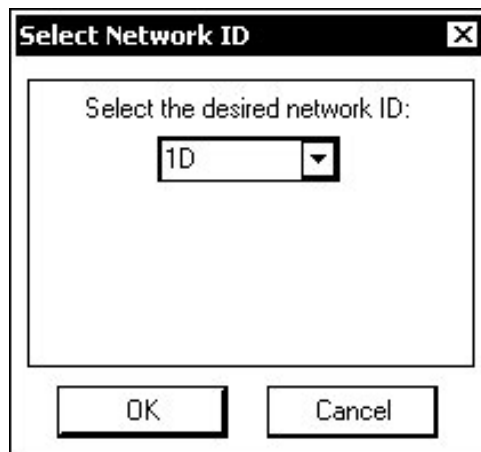 Select Network ID
Select the desired network ID:
1D
OK
Cancel